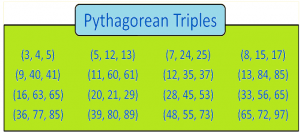 Pythagorean Triples
(3, 4, 5) (5, 12, 13) (7, 24, 25) (8, 15, 17)
(9, 40, 41) (11, 60, 61) (12, 35, 37) (13, 84, 85)
(16, 63, 65) (20, 21, 29) (28, 45, 53) (33, 56, 65)
(36, 77, 85) (39, 80, 89) (48, 55, 73) (65, 72, 97)